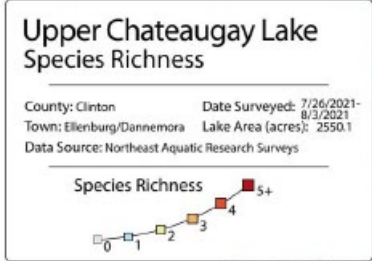 Upper Chateaugay Lake
Species Richness
County: Clinton
Date Surveyed: 7/26/2021-
8/3/2021
Town: Ellenburg/Dannemora
Lake Area (acres): 2550.1
Data Source: Northeast Aquatic Research Surveys
Species Richness
0
1
2
3
4
5+